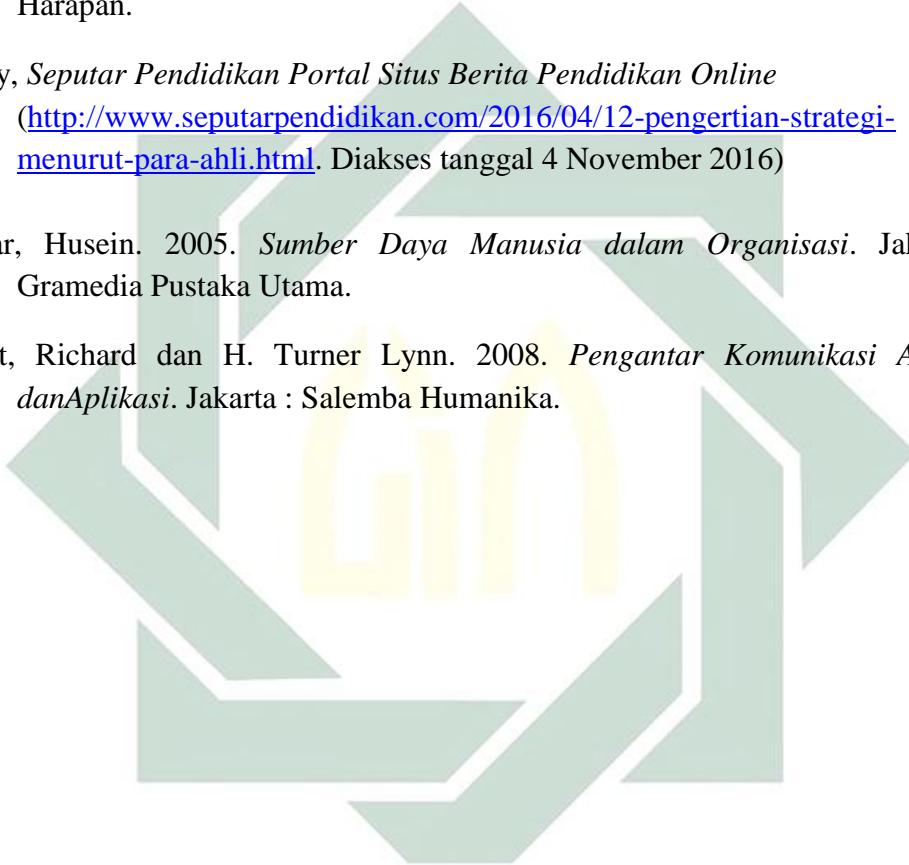 Harapan.
y, Seputar Pendidikan Portal Situs Berita Pendidikan Online
(http://www.seputarpendidikan.com/2016/04/12-pengertian-strategi-
menurut-para-ahli.html. Diakses tanggal 4 November 2016)
ar, Husein. 2005. Sumber Daya Manusia dalam Organisasi. Jak
Gramedia Pustaka Utama.
t, Richard dan H. Turner Lynn. 2008. Pengantar Komunikasi A
danAplikasi. Jakarta : Salemba Humanika.